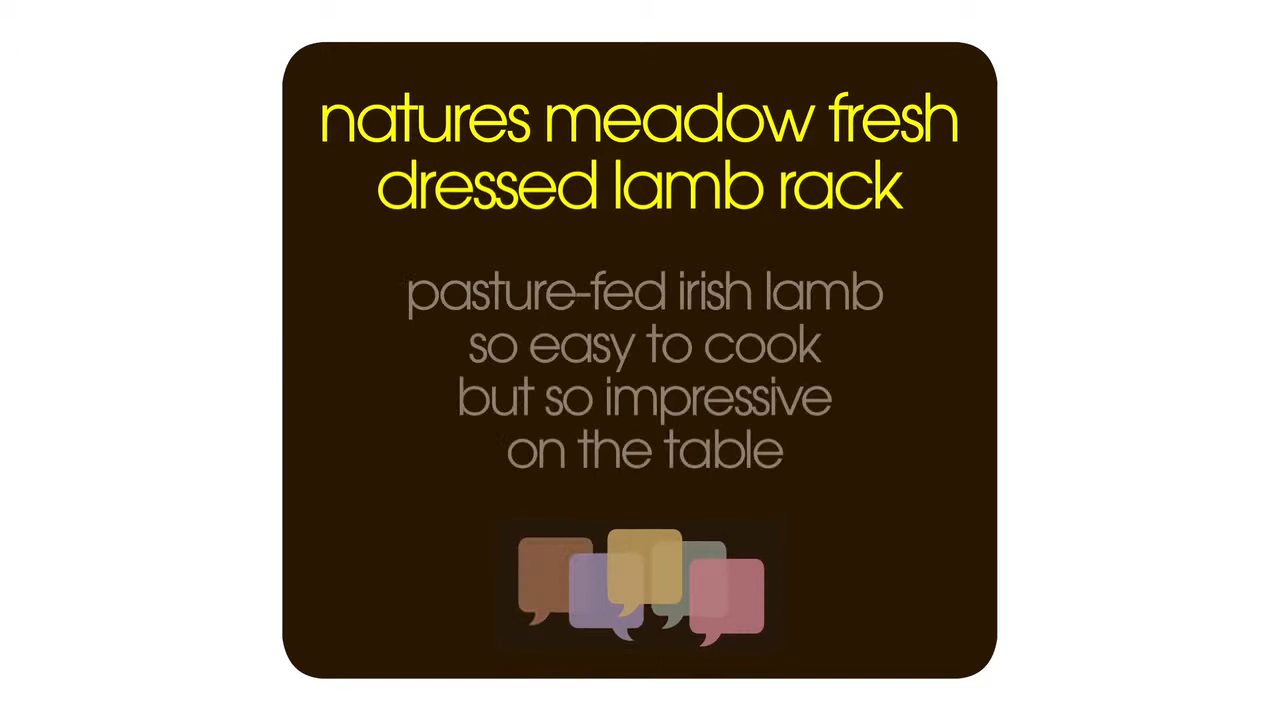 natures meadow fresh
dressed lamb rack
pasture-fed irish lamb
so easy to cook
but so impressive
on the table